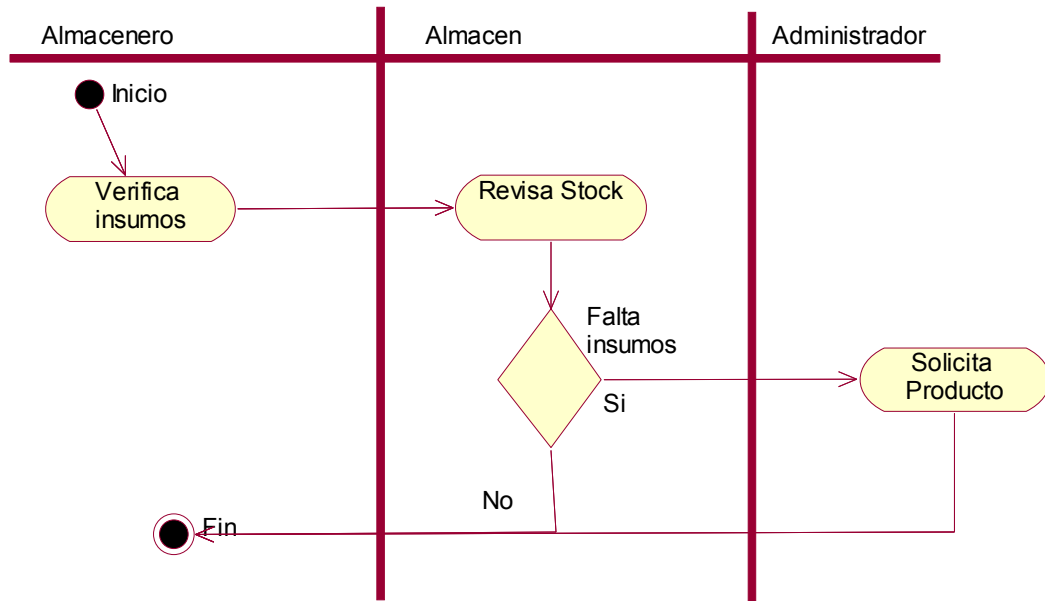 Almacenero
Almacen
Administrador
Inicio
Verifica
insumos
Revisa Stock
Falta
insumos
Si
Solicita
Producto
No
Fin